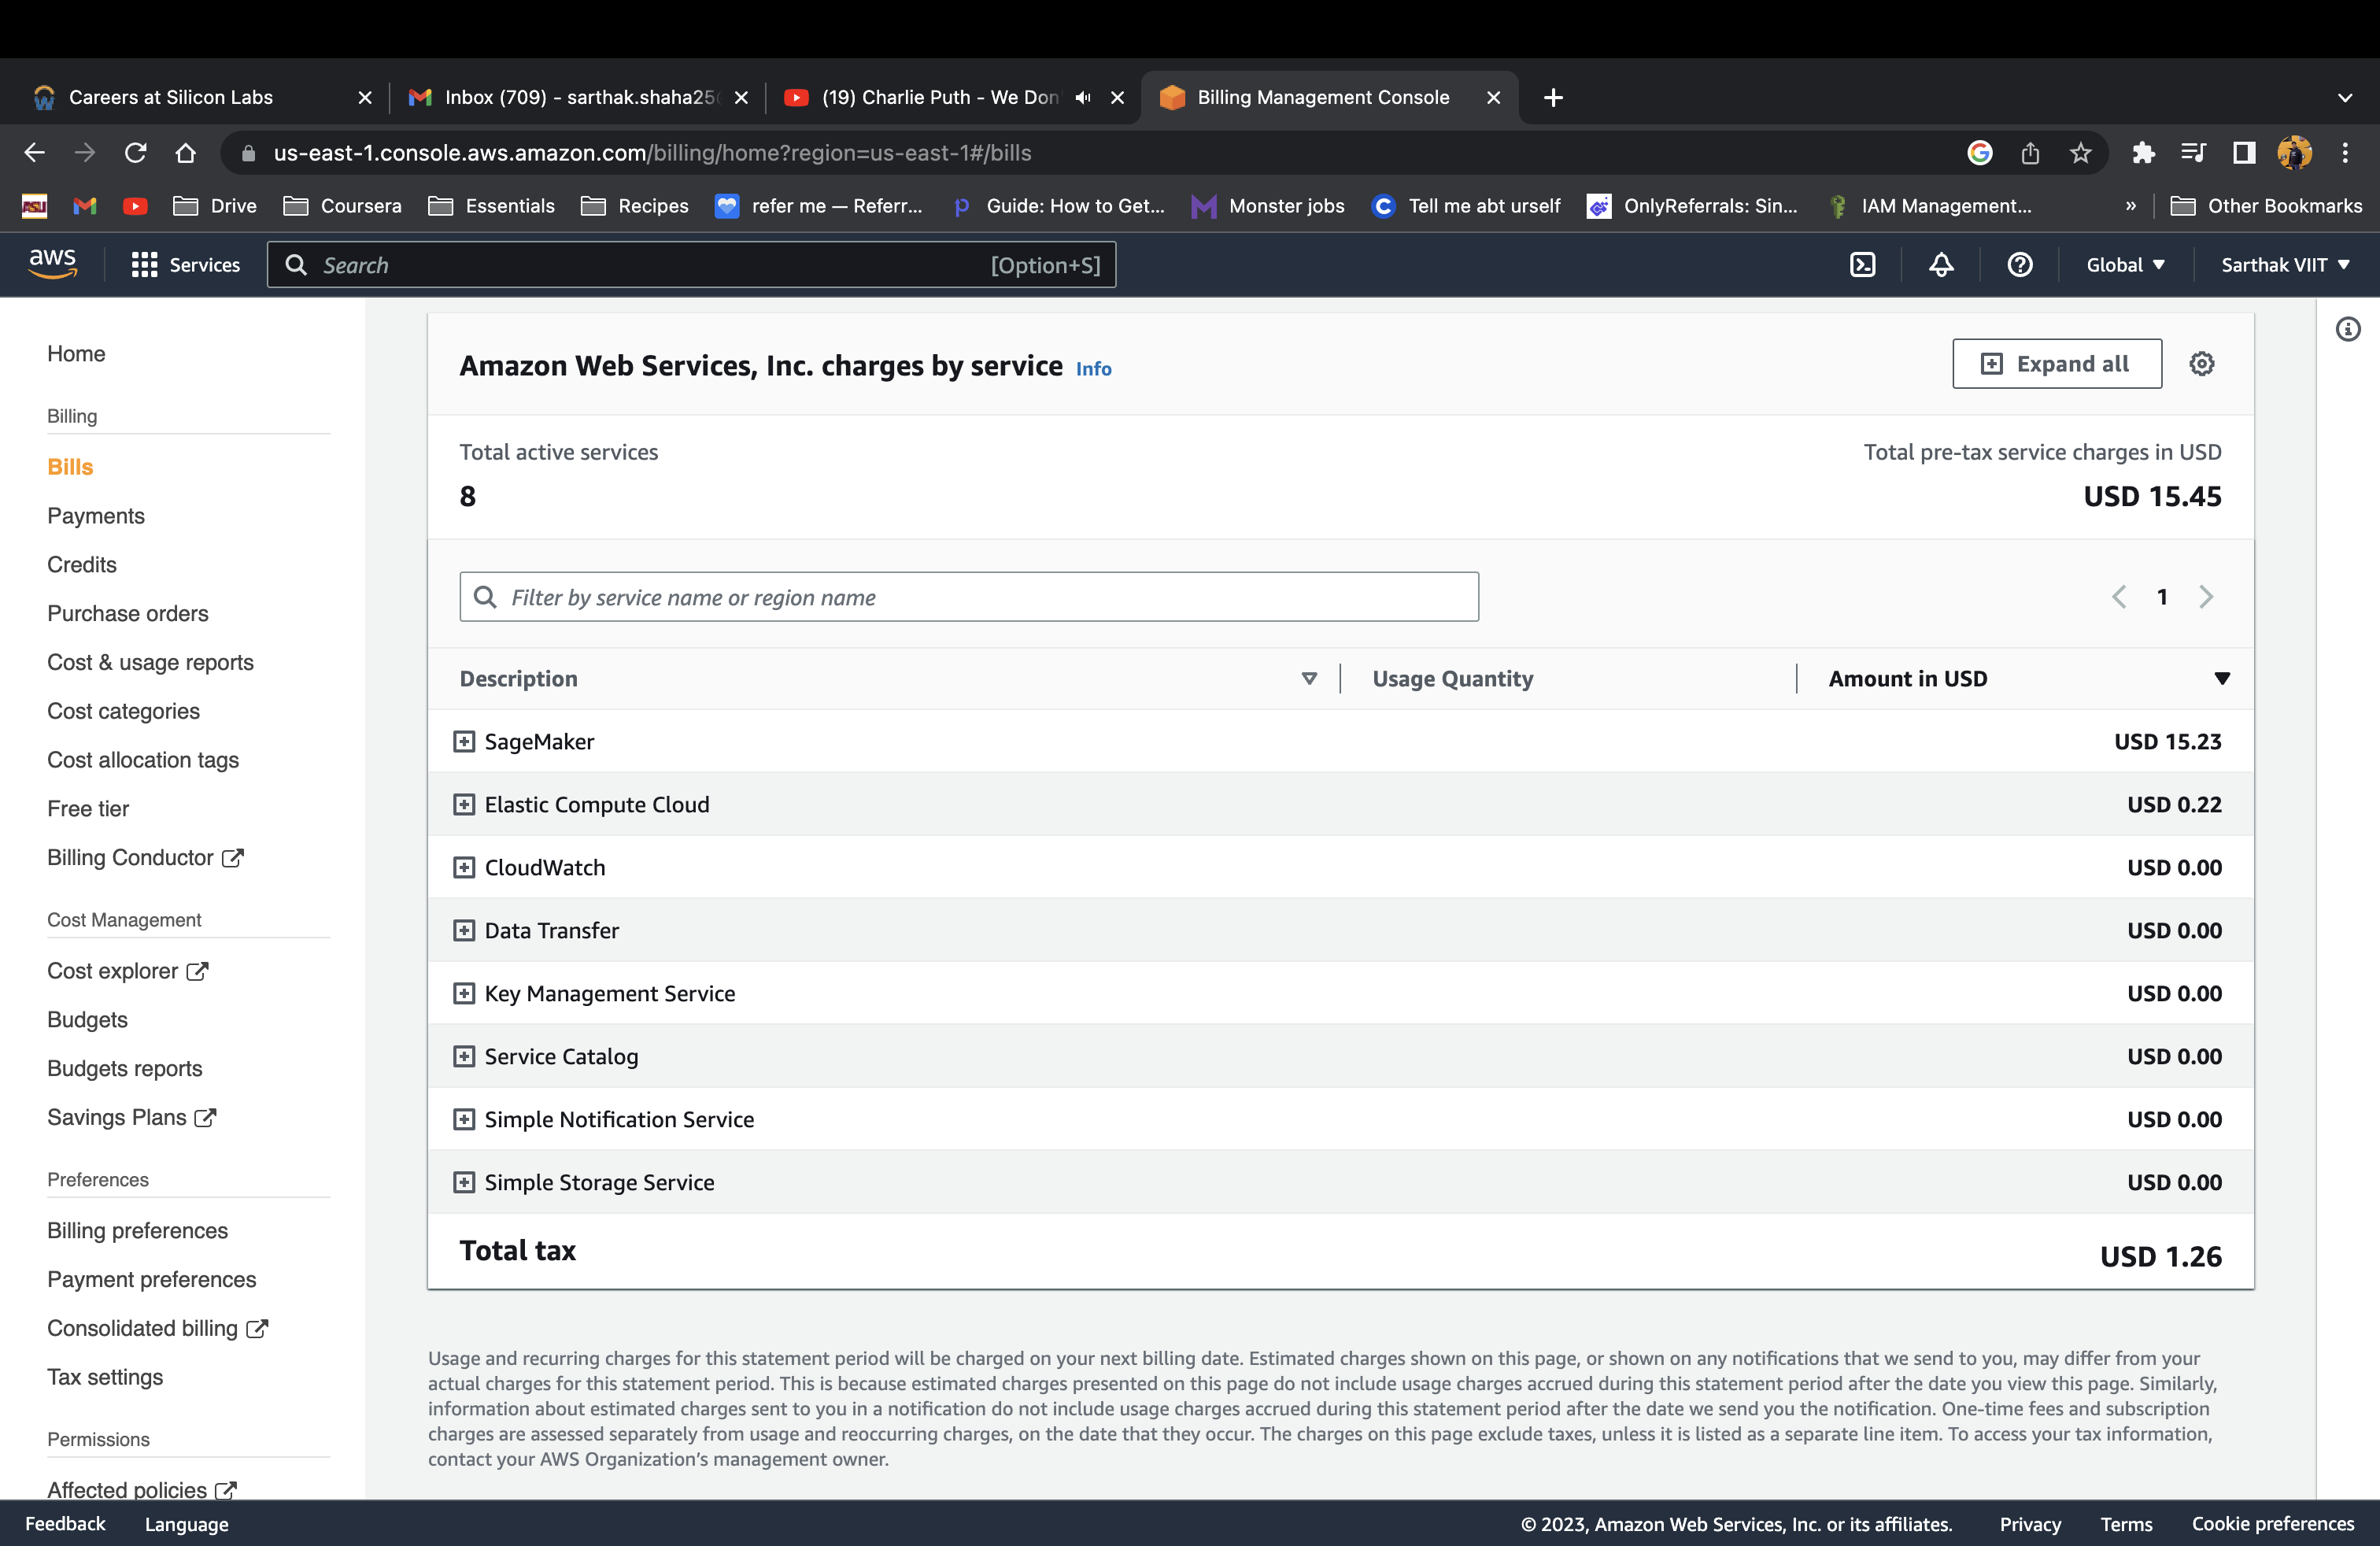 Careers at Silicon Labs
Inbox (709) - sarthak.shaha25
(19) Charlie Puth - We Don
Billing Management Console
us-east-1.console.aws.amazon.com/billing/home?region=us-east-1#/bills
ASU
Drive
Coursera
Essentials
Recipes
refer me — Referr...
Guide: How to Get...
Monster jobs
Tell me abt urself
OnlyReferrals: Sin...
IAM Management...
»
Other Bookmarks
aws
Services
Search
[Option+S]
Global
Sarthak VIIT
Home
Billing
Bills
Payments
Credits
Purchase orders
Cost & usage reports
Cost categories
Cost allocation tags
Free tier
Billing Conductor
Cost Management
Cost explorer
Budgets
Budgets reports
Savings Plans
Preferences
Billing preferences
Payment preferences
Consolidated billing
Tax settings
Permissions
Affected policies
Amazon Web Services, Inc. charges by service Info
Expand all
Total active services
8
Total pre-tax service charges in USD
USD 15.45
Filter by service name or region name
1
Description Usage Quantity Amount in USD
SageMaker USD 15.23
Elastic Compute Cloud USD 0.22
CloudWatch USD 0.00
Data Transfer USD 0.00
Key Management Service USD 0.00
Service Catalog USD 0.00
Simple Notification Service USD 0.00
Simple Storage Service USD 0.00
Total tax USD 1.26
Usage and recurring charges for this statement period will be charged on your next billing date. Estimated charges shown on this page, or shown on any notifications that we send to you, may differ from your
actual charges for this statement period. This is because estimated charges presented on this page do not include usage charges accrued during this statement period after the date you view this page. Similarly,
information about estimated charges sent to you in a notification do not include usage charges accrued during this statement period after the date we send you the notification. One-time fees and subscription
charges are assessed separately from usage and reoccurring charges, on the date that they occur. The charges on this page exclude taxes, unless it is listed as a separate line item. To access your tax information,
contact your AWS Organization's management owner.
Feedback
Language
© 2023, Amazon Web Services, Inc. or its affiliates.
Privacy
Terms
Cookie preferences